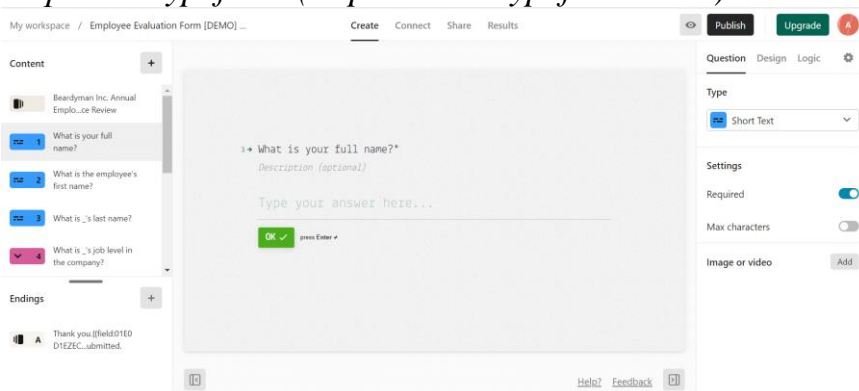 My workspace / Employee Evaluation Form [DEMO] ...
Create Connect Share Results
Publish
Upgrade
A
Content
+
Beardyman Inc. Annual
Emplo...ce Review
1 What is your full
name?
2 What is the employee's
first name?
3 What is _'s last name?
4 What is _'s job level in
the company?
Endings
+
A Thank you.{{field:01E0
D1EZEC...ubmitted.
1 What is your full name?*
Description (optional)
Type your answer here...
OK
press Enter
Help? Feedback
Question Design Logic
Type
Short Text
Settings
Required
Max characters
Image or video
Add